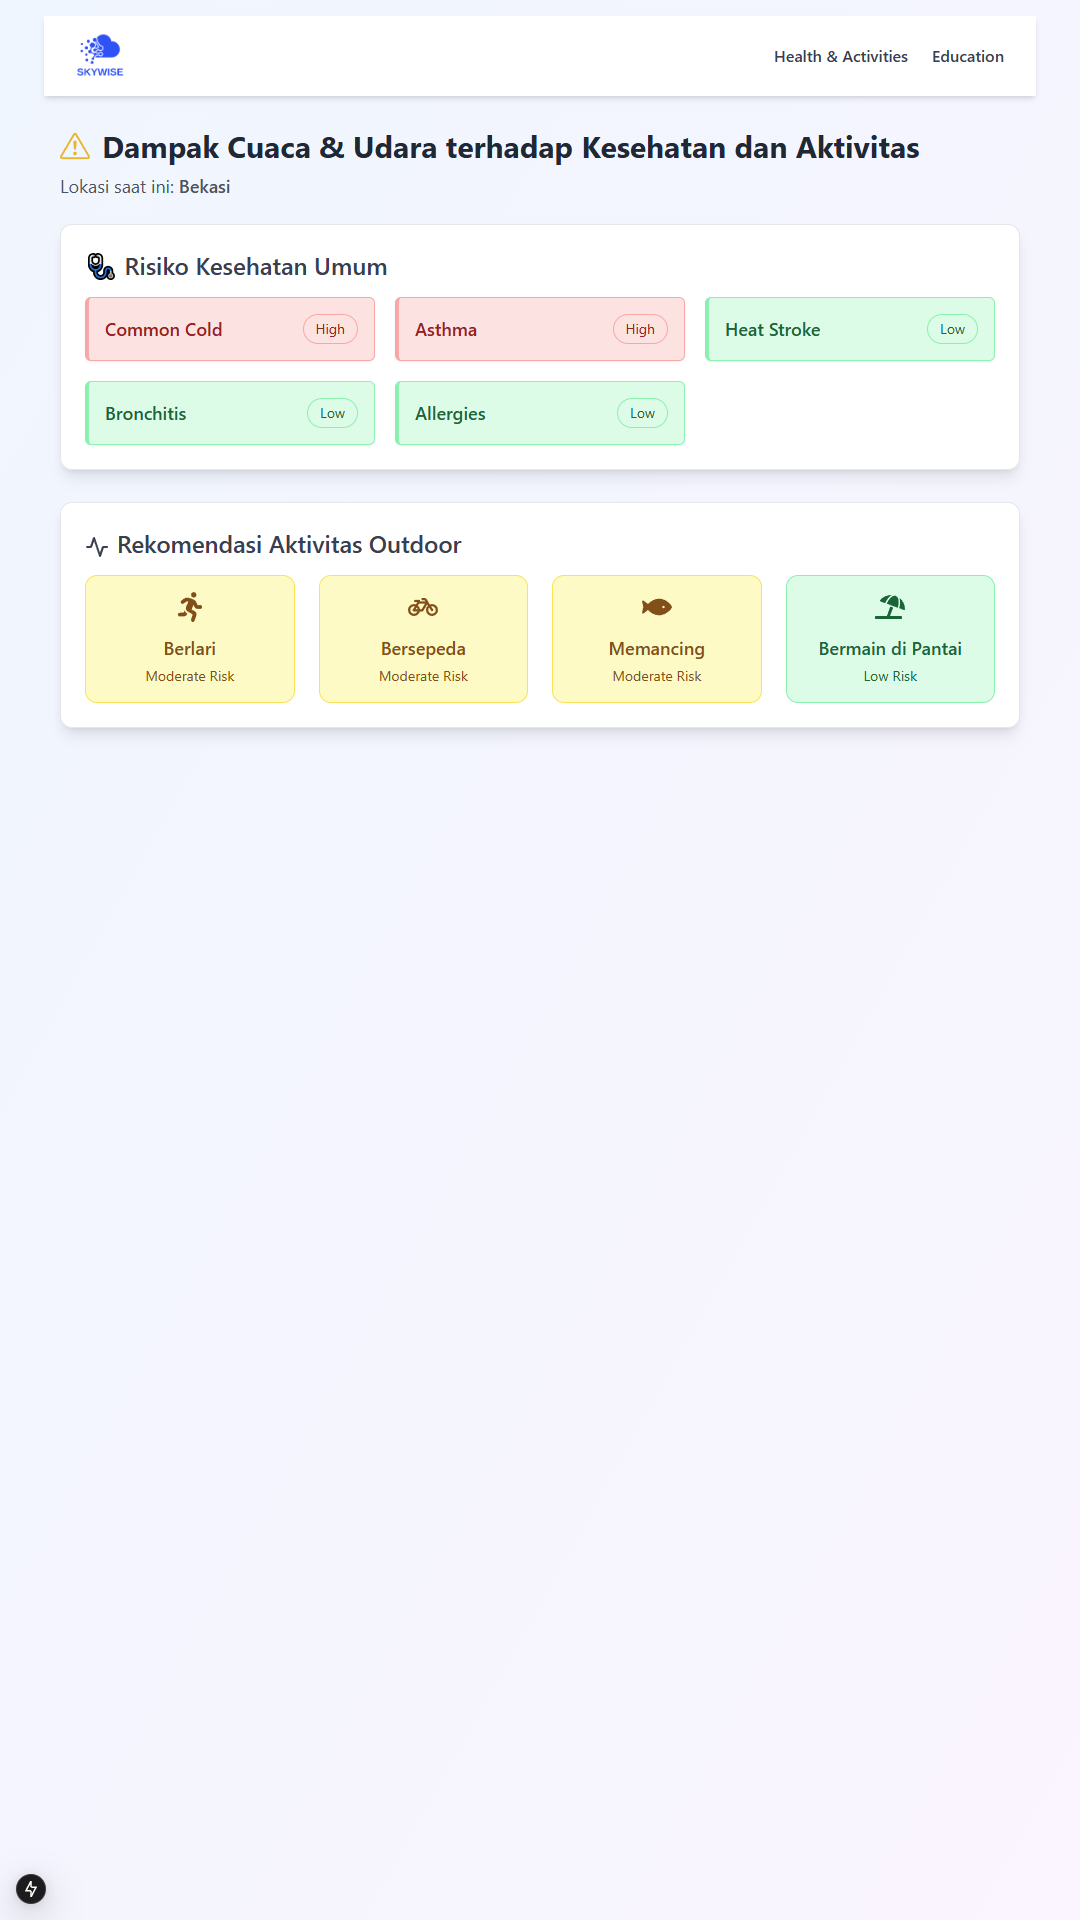 SKYWISE
Health & Activities Education
Dampak Cuaca & Udara terhadap Kesehatan dan Aktivitas
Lokasi saat ini: Bekasi
Risiko Kesehatan Umum
Common Cold High
Asthma High
Heat Stroke Low
Bronchitis Low
Allergies Low
Rekomendasi Aktivitas Outdoor
Berlari
Moderate Risk
Bersepeda
Moderate Risk
Memancing
Moderate Risk
Bermain di Pantai
Low Risk